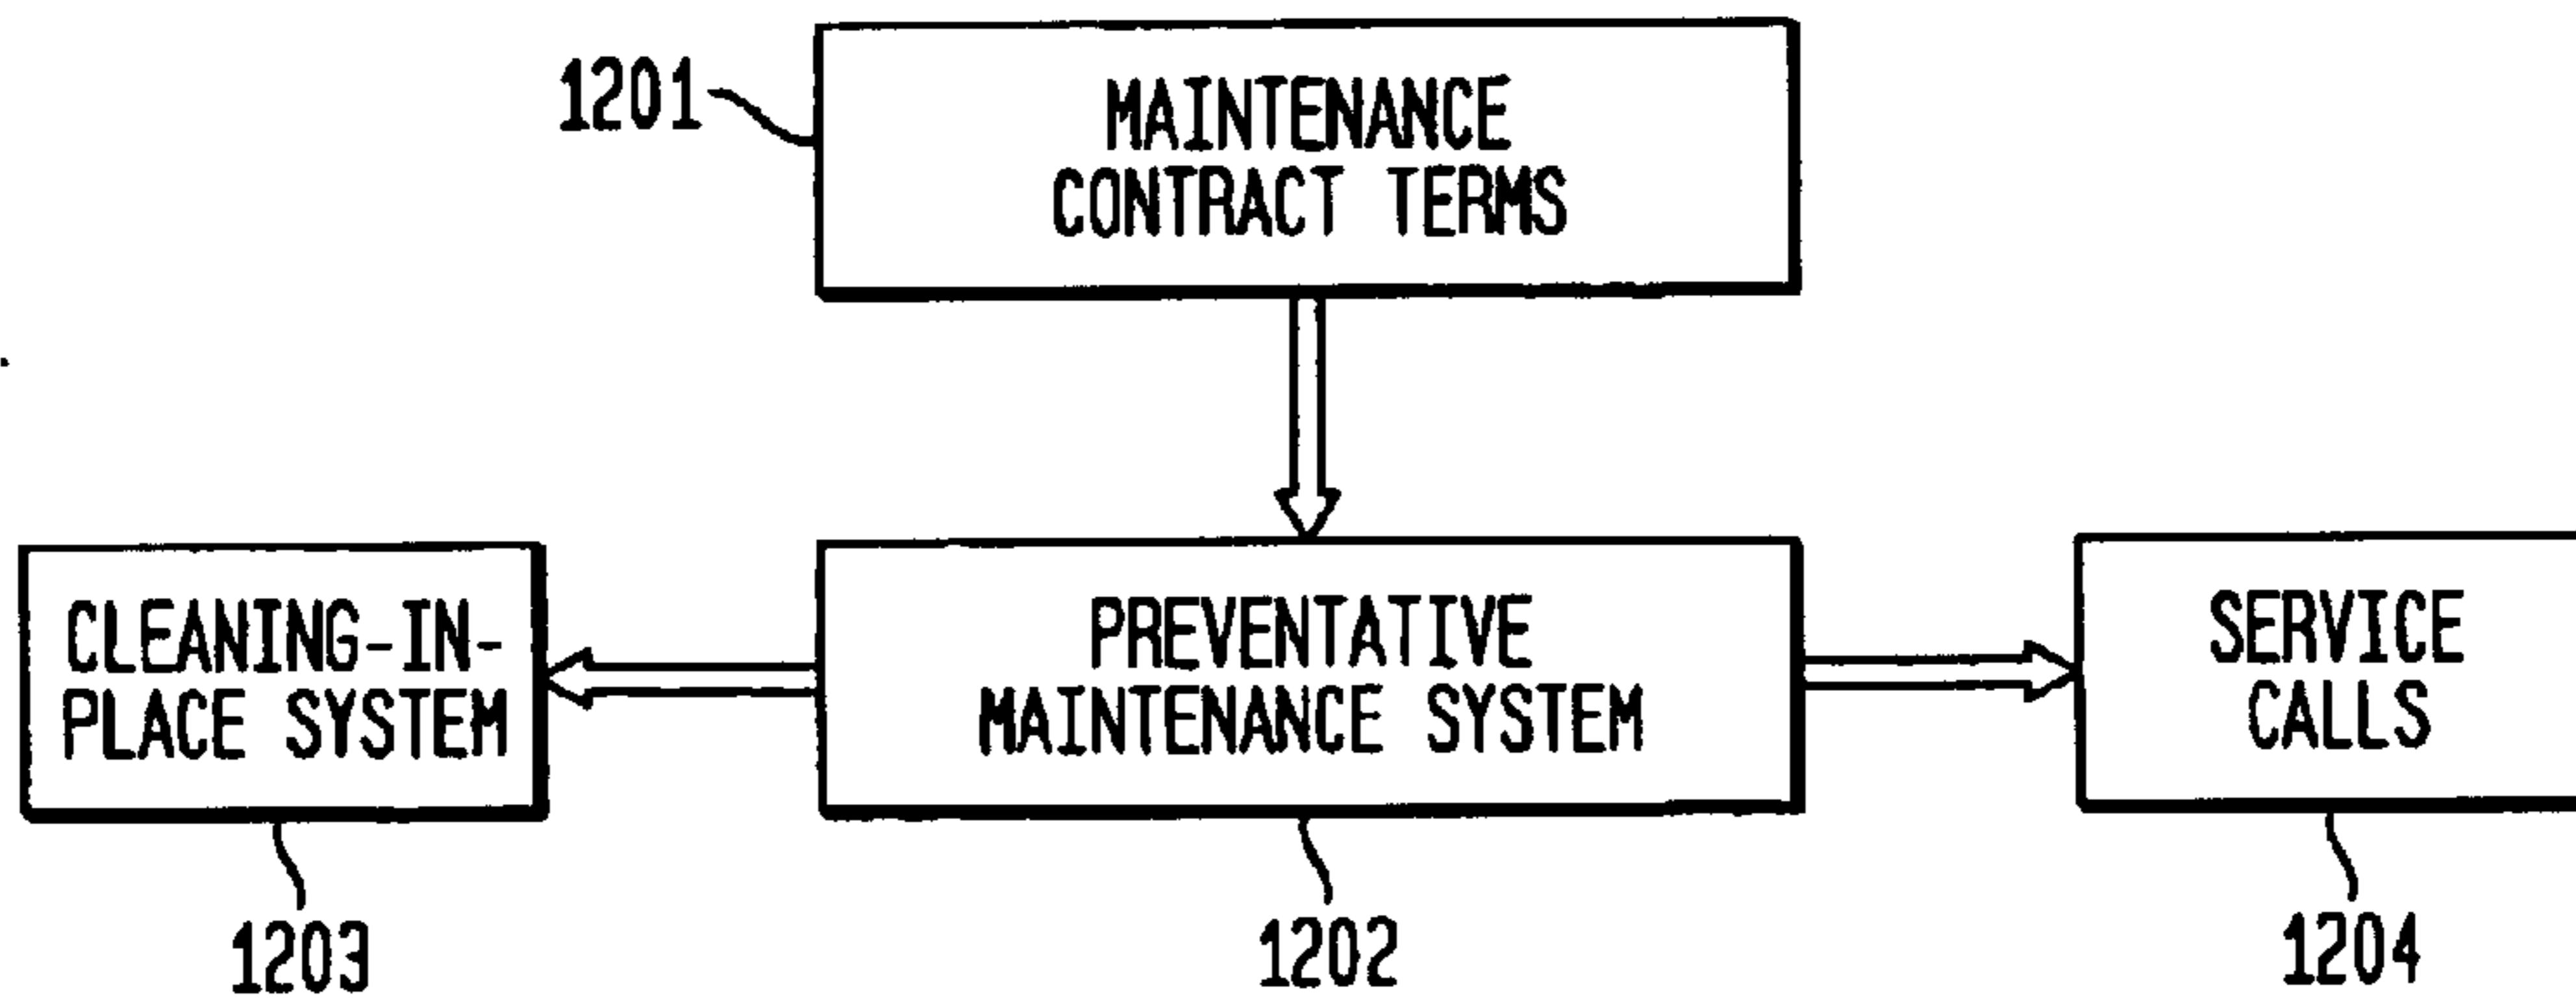 1201
MAINTENANCE
CONTRACT TERMS
CLEANING-IN-
PLACE SYSTEM
PREVENTATIVE
MAINTENANCE SYSTEM
SERVICE
CALLS
1203
1202
1204